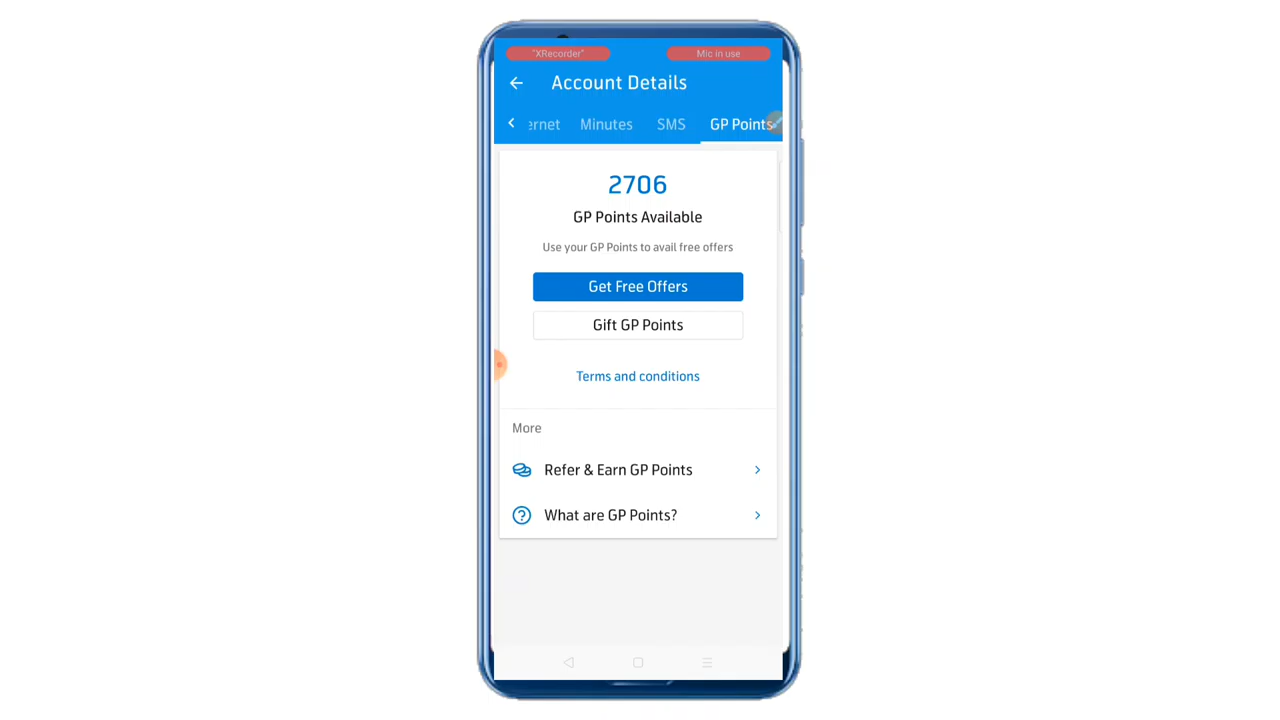 "XRecorder" Mic in use
Account Details
ernet Minutes SMS GP Points
2706
GP Points Available
Use your GP Points to avail free offers
Get Free Offers
Gift GP Points
Terms and conditions
More
Refer & Earn GP Points
What are GP Points?